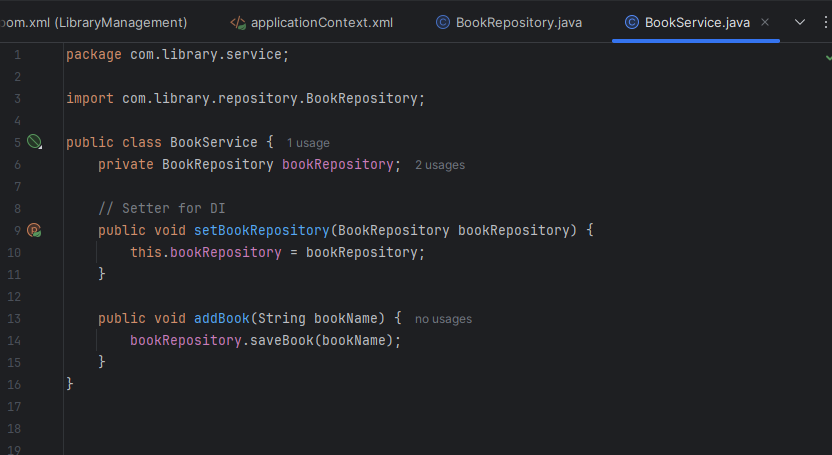 om.xml (LibraryManagement) applicationContext.xml BookRepository.java BookService.java
1 package com.library.service;
2
3 import com.library.repository.BookRepository;
4
5 public class BookService { 1 usage
6 private BookRepository bookRepository; 2 usages
7
8 // Setter for DI
9 public void setBookRepository(BookRepository bookRepository) {
10 this.bookRepository = bookRepository;
11 }
12
13 public void addBook(String bookName) { no usages
14 bookRepository.saveBook(bookName);
15 }
16 }
17
18
19